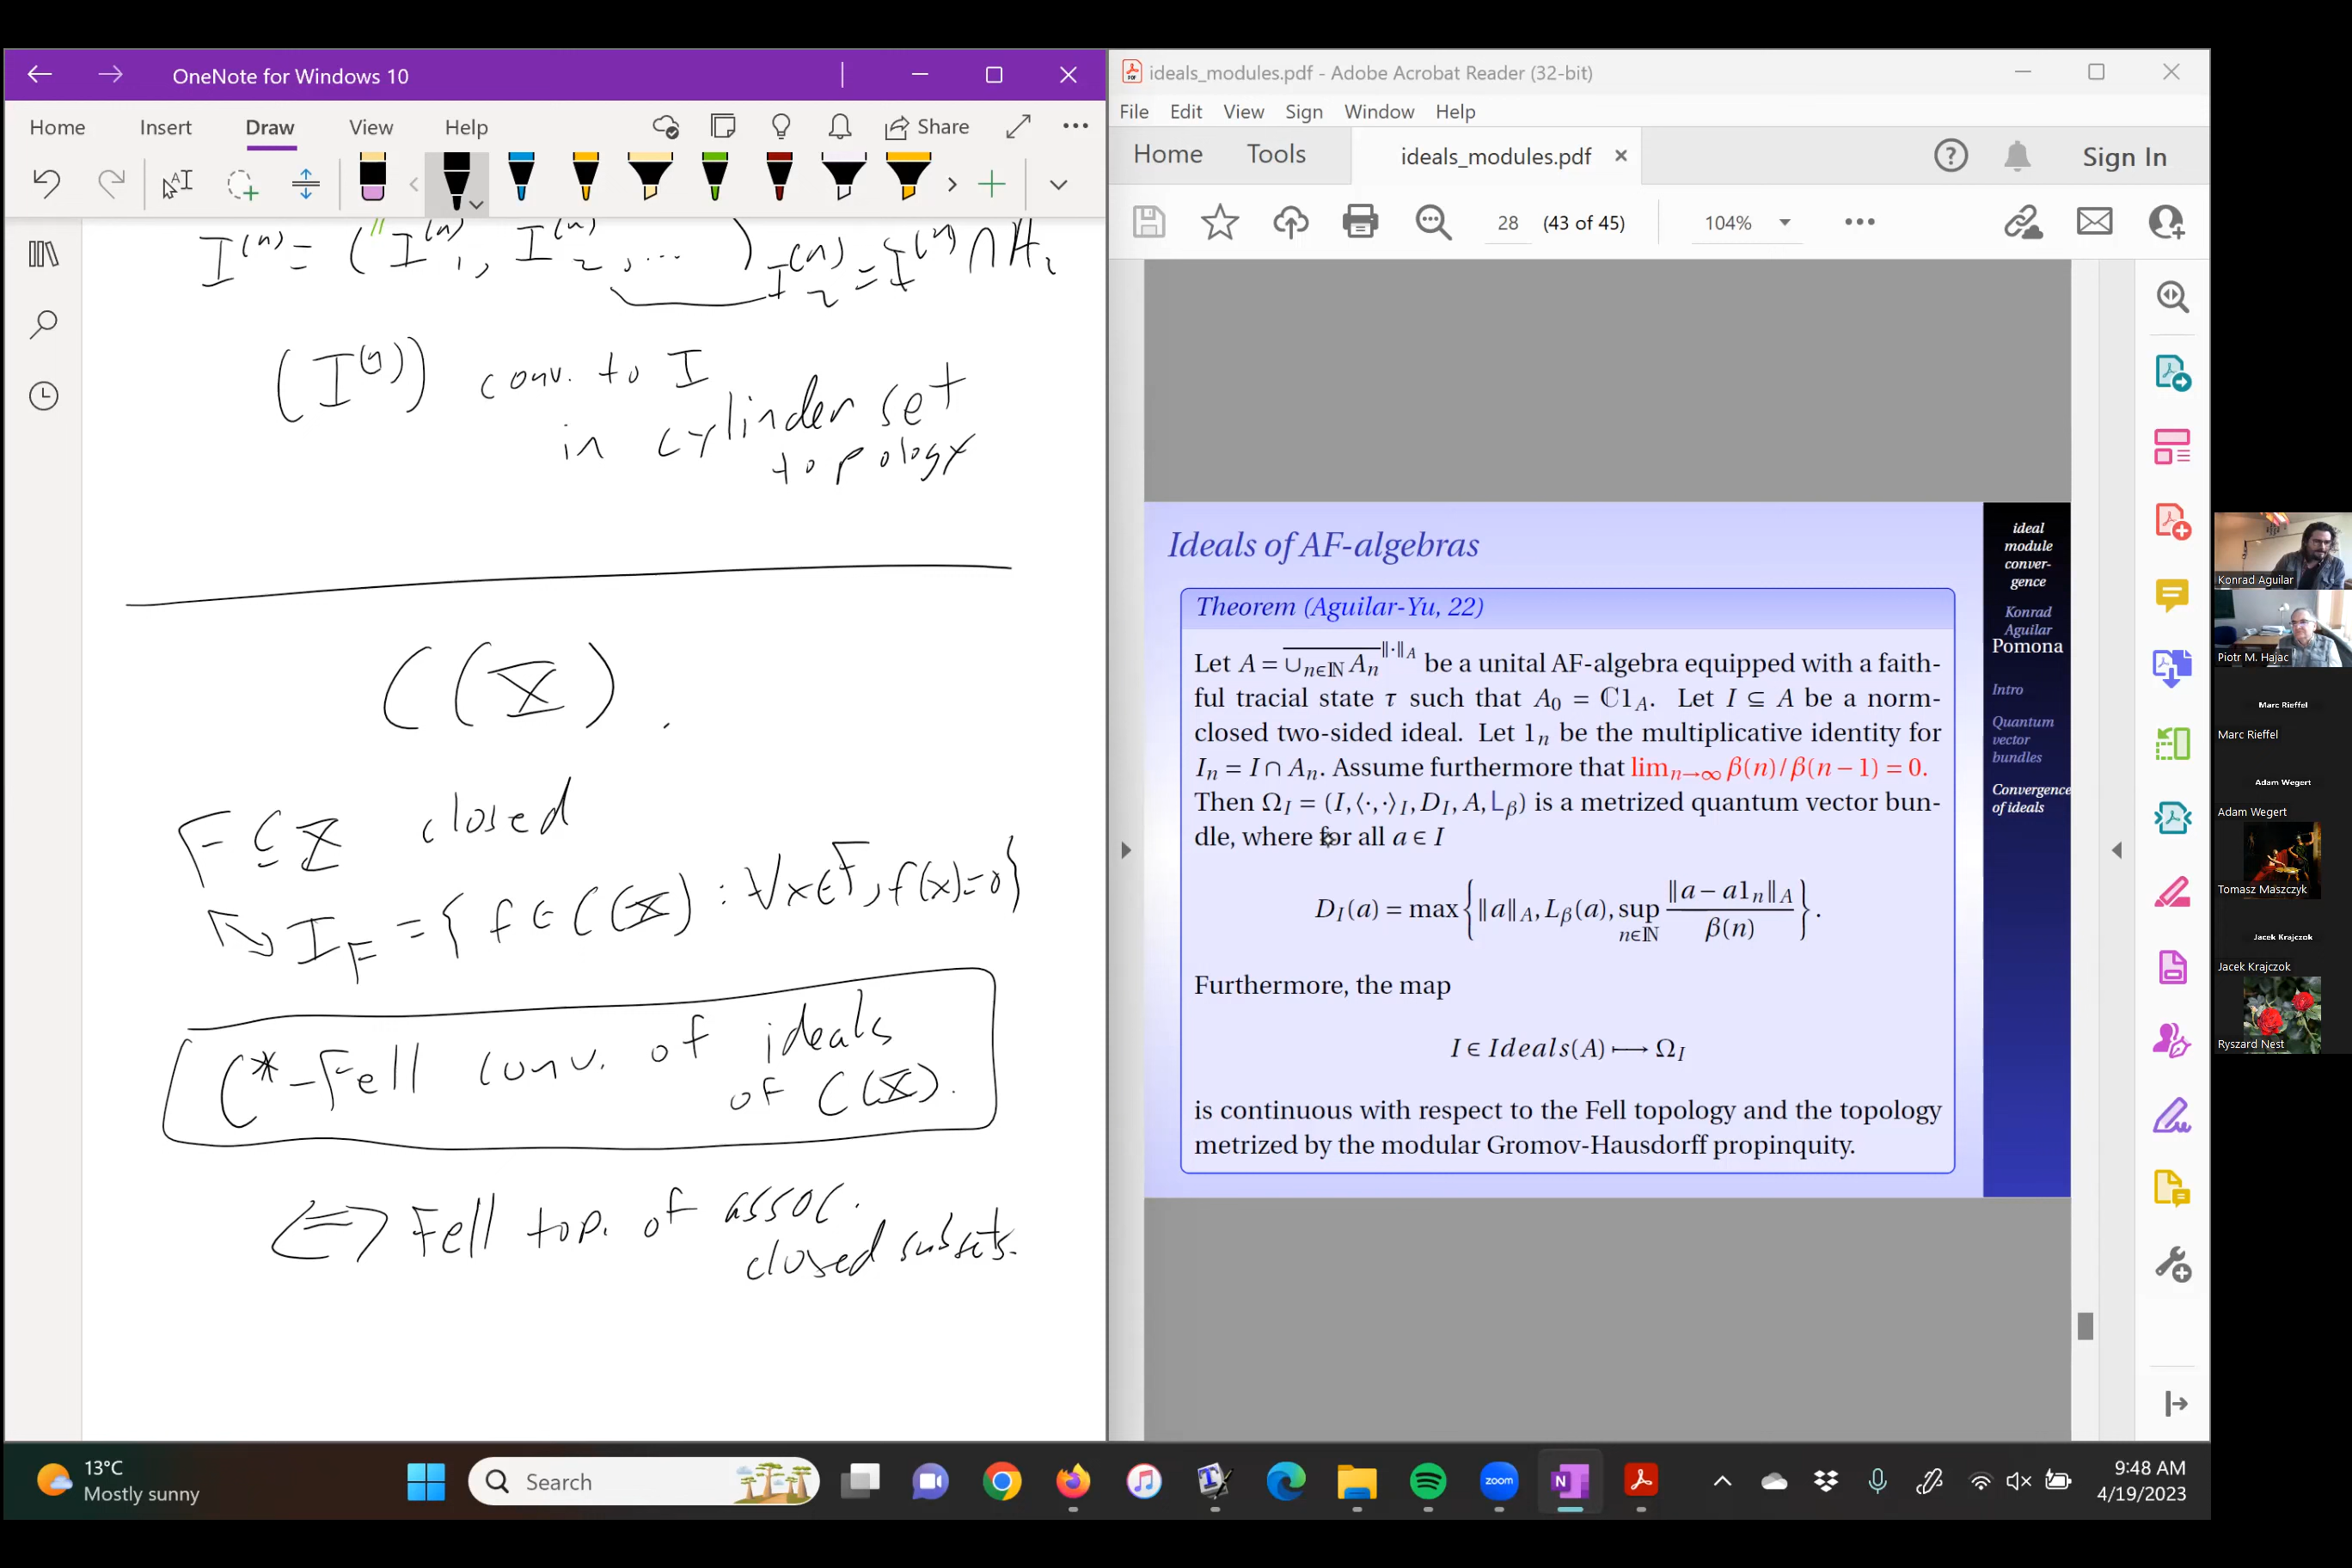 OneNote for Windows 10
Home Insert Draw View Help Share
I^(n) = ( I_1^(n), I_2^(n), ... ) I_2^(n) = I^(n) ∩ A_2
(I^(n)) conv. to I
in cylinder set
topology
C(X).
F ⊆ X closed
I_F = { f ∈ C(X) : ∀x∈F, f(x)=0 }
C*-Fell conv. of ideals
of C(X).
⟺ Fell top. of assoc.
closed subsets.
ideals_modules.pdf - Adobe Acrobat Reader (32-bit)
File Edit View Sign Window Help
Home Tools ideals_modules.pdf × Sign In
28 (43 of 45) 104%
Ideals of AF-algebras
Theorem (Aguilar-Yu, 22)
Let A = \overline{∪_{n∈ℕ} A_n}^{‖·‖_A} be a unital AF-algebra equipped with a faith-
ful tracial state τ such that A_0 = ℂ1_A. Let I ⊆ A be a norm-
closed two-sided ideal. Let 1_n be the multiplicative identity for
I_n = I ∩ A_n. Assume furthermore that lim_{n→∞} β(n)/β(n − 1) = 0.
Then Ω_I = (I, ⟨·,·⟩_I, D_I, A, L_β) is a metrized quantum vector bun-
dle, where for all a ∈ I
D_I(a) = max { ‖a‖_A, L_β(a), sup_{n∈ℕ} ‖a − a1_n‖_A / β(n) }.
Furthermore, the map
I ∈ Ideals(A) ⟼ Ω_I
is continuous with respect to the Fell topology and the topology
metrized by the modular Gromov-Hausdorff propinquity.
ideal
module
conver-
gence
Konrad
Aguilar
Pomona
Intro
Quantum
vector
bundles
Convergence
of ideals
Konrad Aguilar
Piotr M. Hajac
Marc Rieffel
Marc Rieffel
Adam Wegert
Adam Wegert
Tomasz Maszczyk
Jacek Krajczok
Jacek Krajczok
Ryszard Nest
13°C
Mostly sunny
Search
zoom
9:48 AM
4/19/2023